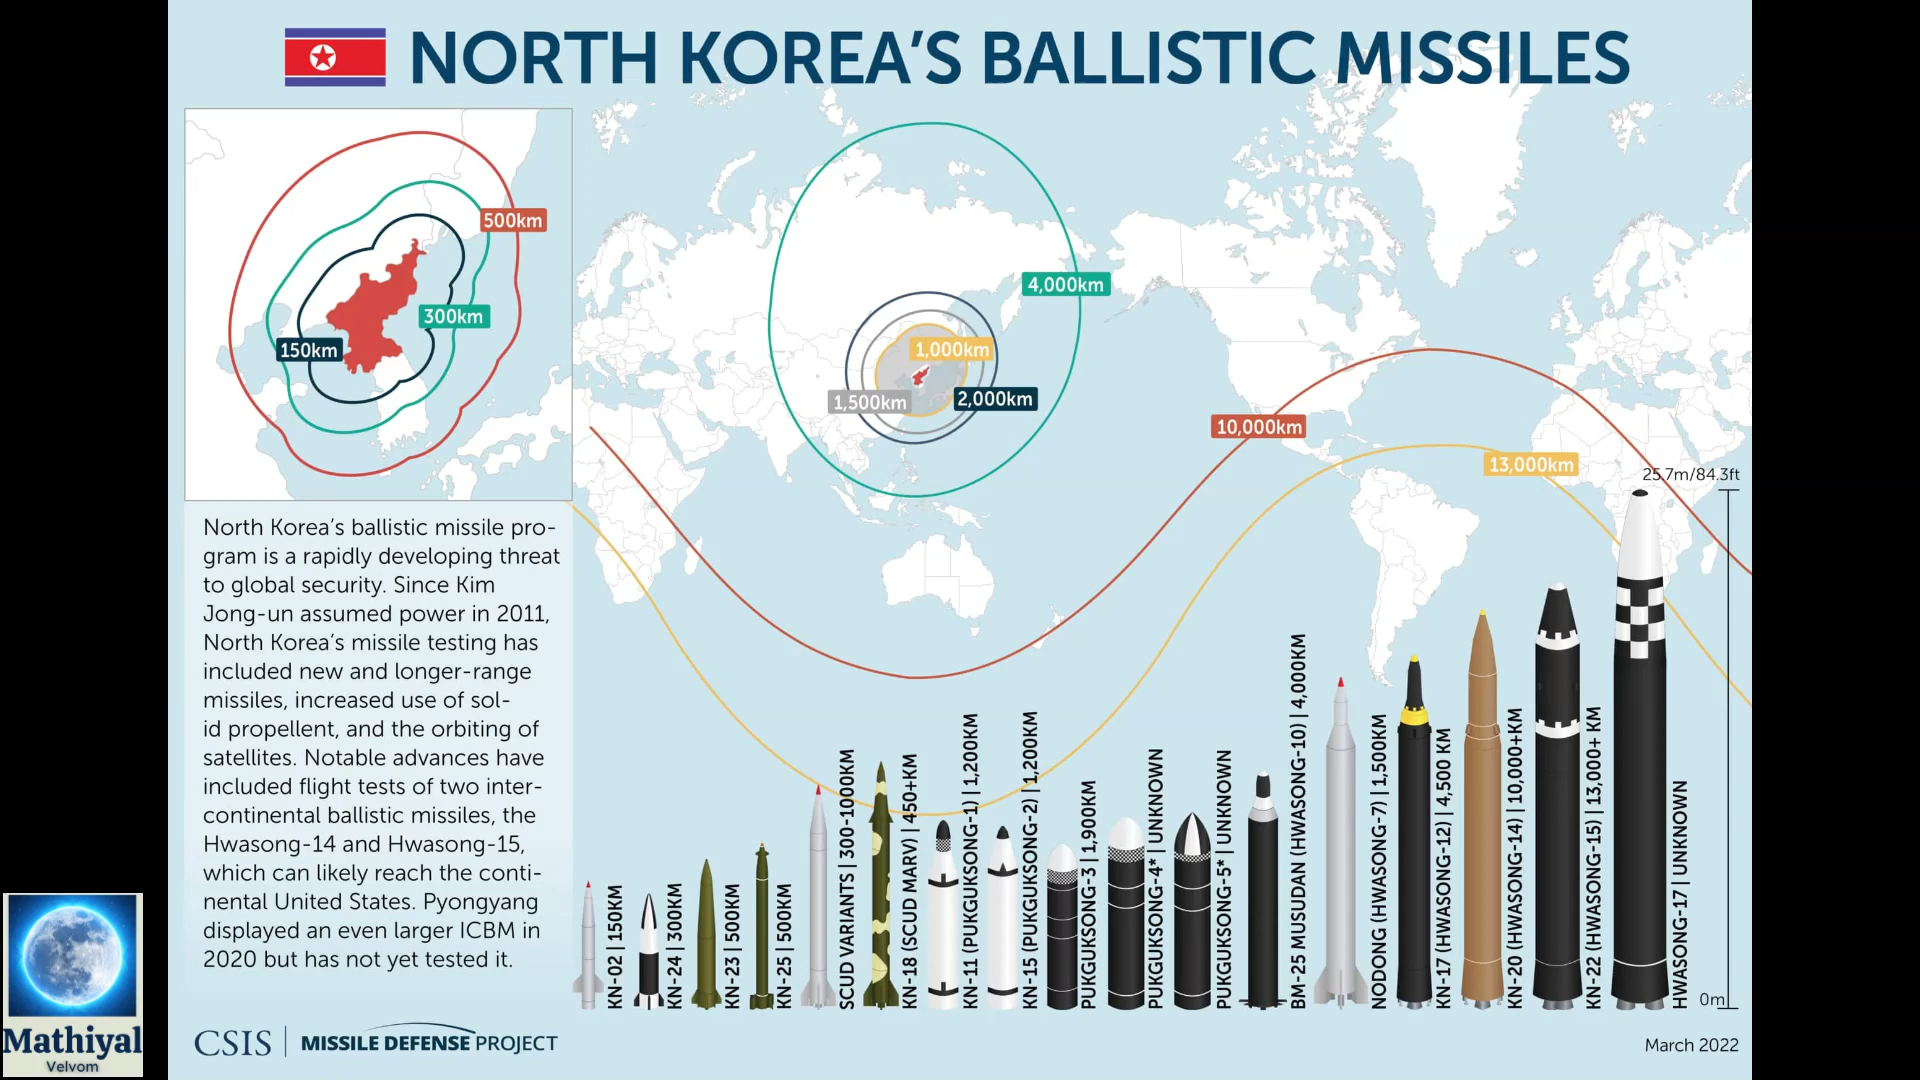 NORTH KOREA'S BALLISTIC MISSILES
500km
300km
150km
4,000km
1,000km
1,500km
2,000km
10,000km
13,000km
25.7m/84.3ft
North Korea's ballistic missile pro-
gram is a rapidly developing threat
to global security. Since Kim
Jong-un assumed power in 2011,
North Korea's missile testing has
included new and longer-range
missiles, increased use of sol-
id propellent, and the orbiting of
satellites. Notable advances have
included flight tests of two inter-
continental ballistic missiles, the
Hwasong-14 and Hwasong-15,
which can likely reach the conti-
nental United States. Pyongyang
displayed an even larger ICBM in
2020 but has not yet tested it.
KN-02 | 150KM
KN-24 | 300KM
KN-23 | 500KM
KN-25 | 500KM
SCUD VARIANTS | 300-1000KM
KN-18 (SCUD MARV) | 450+KM
KN-11 (PUKGUKSONG-1) | 1,200KM
KN-15 (PUKGUKSONG-2) | 1,200KM
PUKGUKSONG-3 | 1,900KM
PUKGUKSONG-4* | UNKNOWN
PUKGUKSONG-5* | UNKNOWN
BM-25 MUSUDAN (HWASONG-10) | 4,000KM
NODONG (HWASONG-7) | 1,500KM
KN-17 (HWASONG-12) | 4,500 KM
KN-20 (HWASONG-14) | 10,000+KM
KN-22 (HWASONG-15) | 13,000+ KM
HWASONG-17 | UNKNOWN
0m
CSIS | MISSILE DEFENSE PROJECT
March 2022
Mathiyal
Velvom